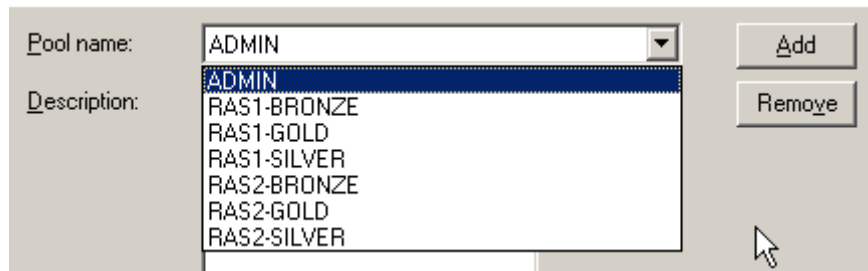 Pool name:
ADMIN
Add
ADMIN
Description:
RAS1-BRONZE
Remove
RAS1-GOLD
RAS1-SILVER
RAS2-BRONZE
RAS2-GOLD
RAS2-SILVER